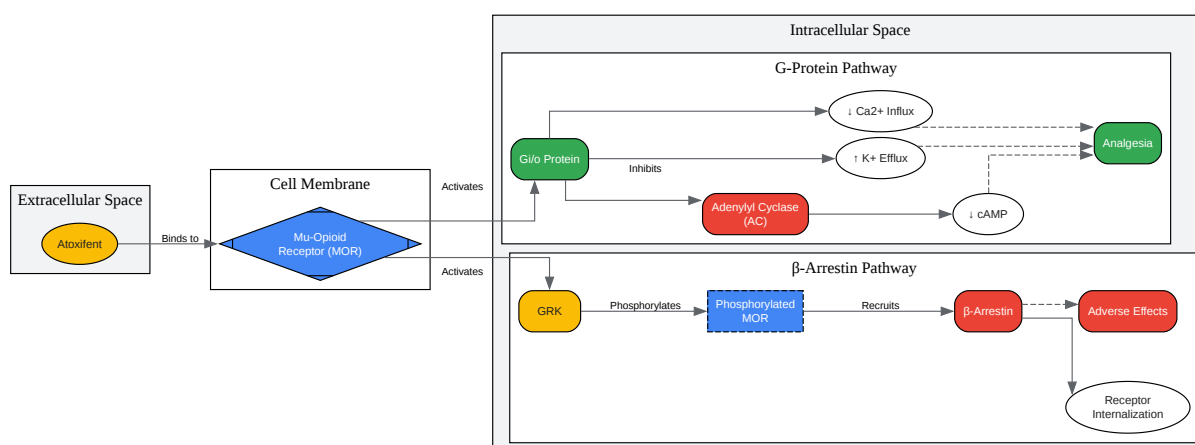 Intracellular Space
G-Protein Pathway
↓ Ca2+ Influx
Analgesia
Gi/o Protein
↑ K+ Efflux
Inhibits
Cell Membrane
Activates
Extracellular Space
Adenylyl Cyclase
(AC)
↓ cAMP
Atoxifent
Binds to
Mu-Opioid
Receptor (MOR)
β-Arrestin Pathway
Activates
GRK
Phosphorylates
Phosphorylated
MOR
Recruits
β-Arrestin
Adverse Effects
Receptor
Internalization